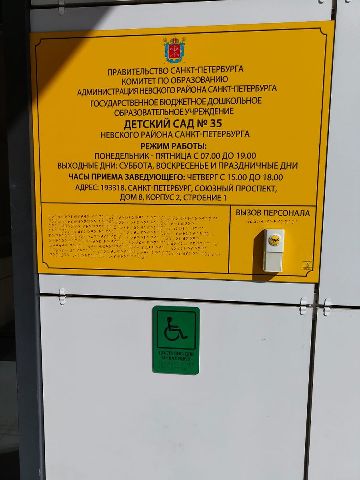 ПРАВИТЕЛЬСТВО САНКТ-ПЕТЕРБУРГА
КОМИТЕТ ПО ОБРАЗОВАНИЮ
АДМИНИСТРАЦИЯ НЕВСКОГО РАЙОНА САНКТ-ПЕТЕРБУРГА
ГОСУДАРСТВЕННОЕ БЮДЖЕТНОЕ ДОШКОЛЬНОЕ
ОБРАЗОВАТЕЛЬНОЕ УЧРЕЖДЕНИЕ
ДЕТСКИЙ САД № 35
НЕВСКОГО РАЙОНА САНКТ-ПЕТЕРБУРГА
РЕЖИМ РАБОТЫ:
ПОНЕДЕЛЬНИК - ПЯТНИЦА С 07.00 ДО 19.00
ВЫХОДНЫЕ ДНИ: СУББОТА, ВОСКРЕСЕНЬЕ И ПРАЗДНИЧНЫЕ ДНИ
ЧАСЫ ПРИЕМА ЗАВЕДУЮЩЕГО: ЧЕТВЕРГ С 15.00 ДО 18.00
АДРЕС: 193318, САНКТ ПЕТЕРБУРГ, СОЮЗНЫЙ ПРОСПЕКТ,
ДОМ 8, КОРПУС 2, СТРОЕНИЕ 1
ВЫЗОВ ПЕРСОНАЛА